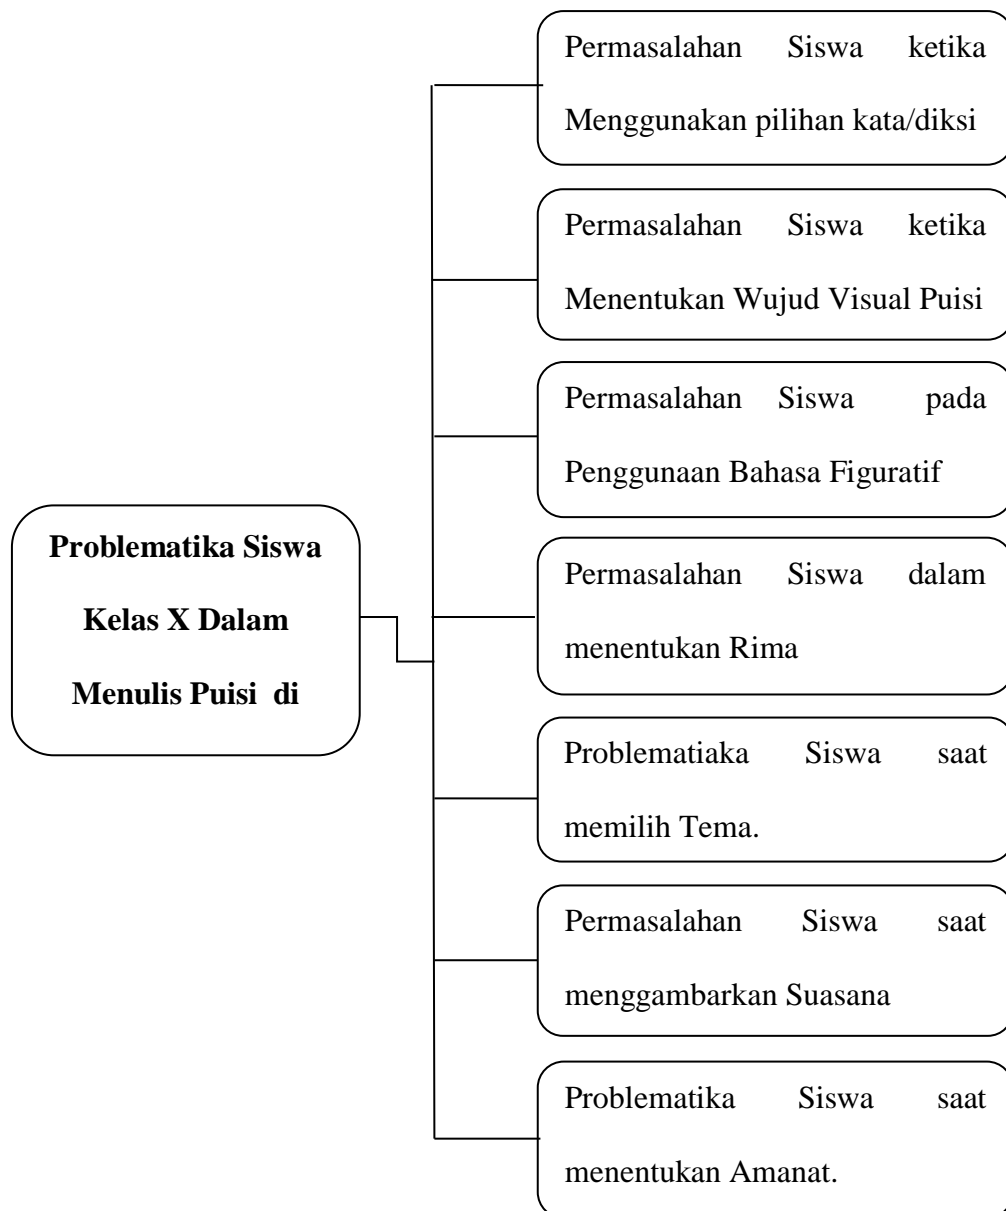 Permasalahan Siswa ketika
Menggunakan pilihan kata/diksi
Permasalahan Siswa ketika
Menentukan Wujud Visual Puisi
Permasalahan Siswa pada
Penggunaan Bahasa Figuratif
Problematika Siswa
Kelas X Dalam
Menulis Puisi di
Permasalahan Siswa dalam
menentukan Rima
Problematiaka Siswa saat
memilih Tema.
Permasalahan Siswa saat
menggambarkan Suasana
Problematika Siswa saat
menentukan Amanat.